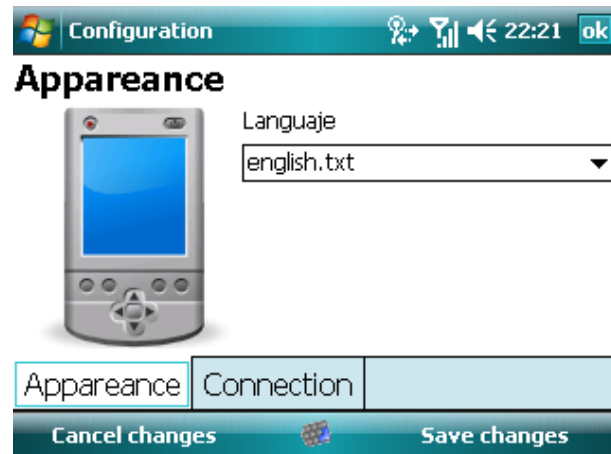 Configuration 22:21 ok
Appareance
Languaje
english.txt
Appareance Connection
Cancel changes Save changes